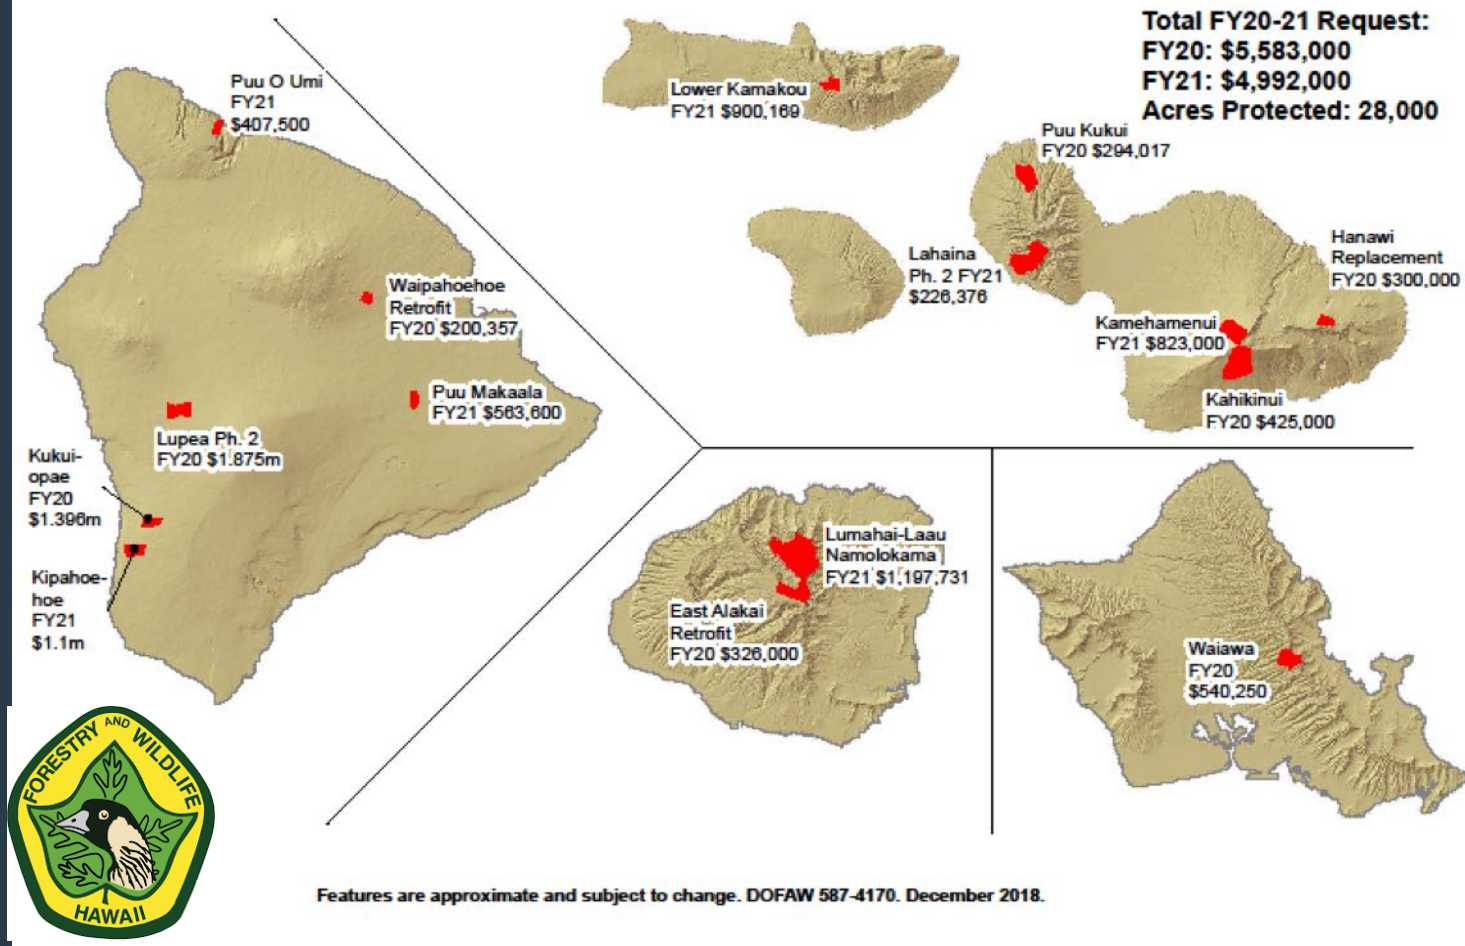 Total FY20-21 Request:
FY20: $5,583,000
FY21: $4,992,000
Acres Protected: 28,000
Puu O Umi
FY21
$407,500
Lower Kamakou
FY21 $900,169
Puu Kukui
FY20 $294,017
Lahaina
Ph. 2 FY21
$226,376
Hanawi
Replacement
FY20 $300,000
Kamehamenui
FY21 $823,000
Kahikinui
FY20 $425,000
Waipahoehoe
Retrofit
FY20 $200,357
Puu Makaala
FY21 $563,600
Lupea Ph. 2
FY20 $1.875m
Kukui-
opae
FY20
$1.396m
Kipahoe-
hoe
FY21
$1.1m
Lumahai-Laau
Namolokama
FY21 $1,197,731
East Alakai
Retrofit
FY20 $326,000
Waiawa
FY20
$540,250
FORESTRY AND WILDLIFE
HAWAII
Features are approximate and subject to change. DOFAW 587-4170. December 2018.